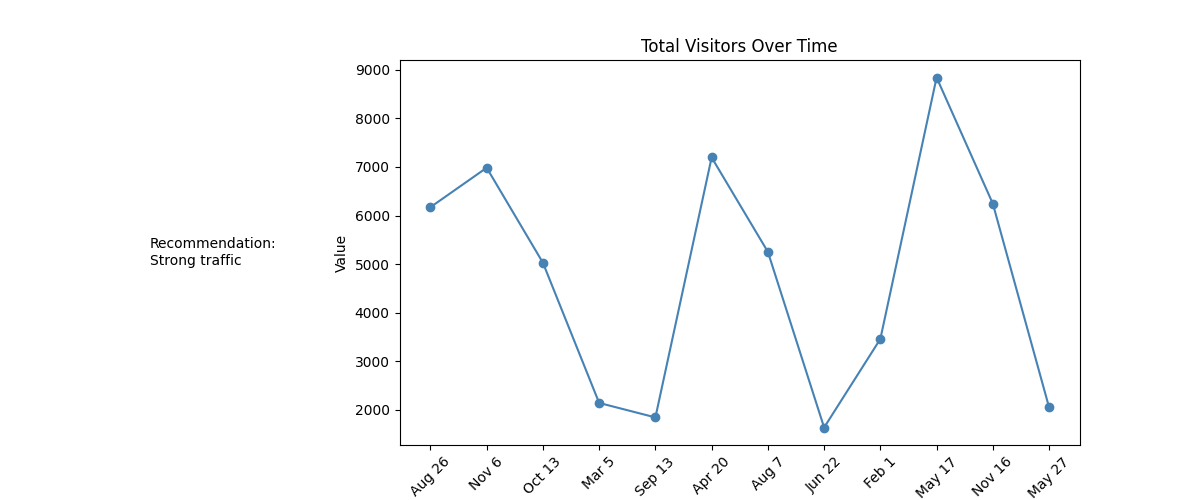 Total Visitors Over Time
Recommendation:
Strong traffic
Value
9000
8000
7000
6000
5000
4000
3000
2000
Aug 26
Nov 6
Oct 13
Mar 5
Sep 13
Apr 20
Aug 7
Jun 22
Feb 1
May 17
Nov 16
May 27